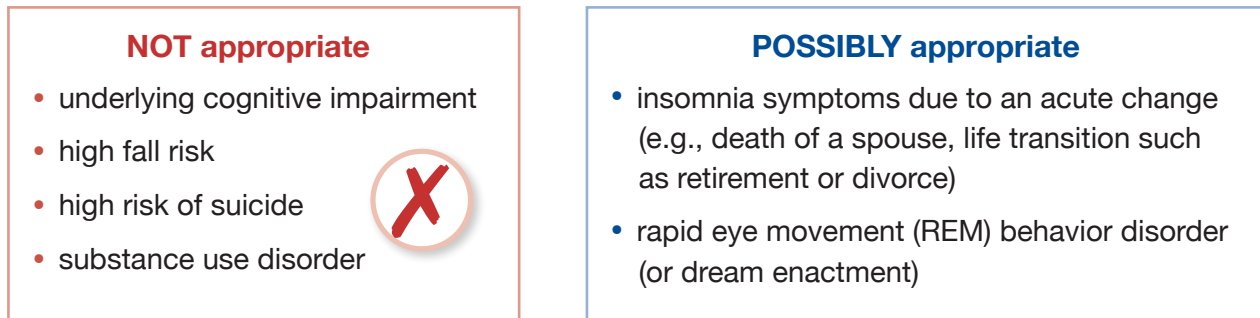 NOT appropriate
• underlying cognitive impairment
• high fall risk
• high risk of suicide
• substance use disorder
POSSIBLY appropriate
• insomnia symptoms due to an acute change
(e.g., death of a spouse, life transition such
as retirement or divorce)
• rapid eye movement (REM) behavior disorder
(or dream enactment)